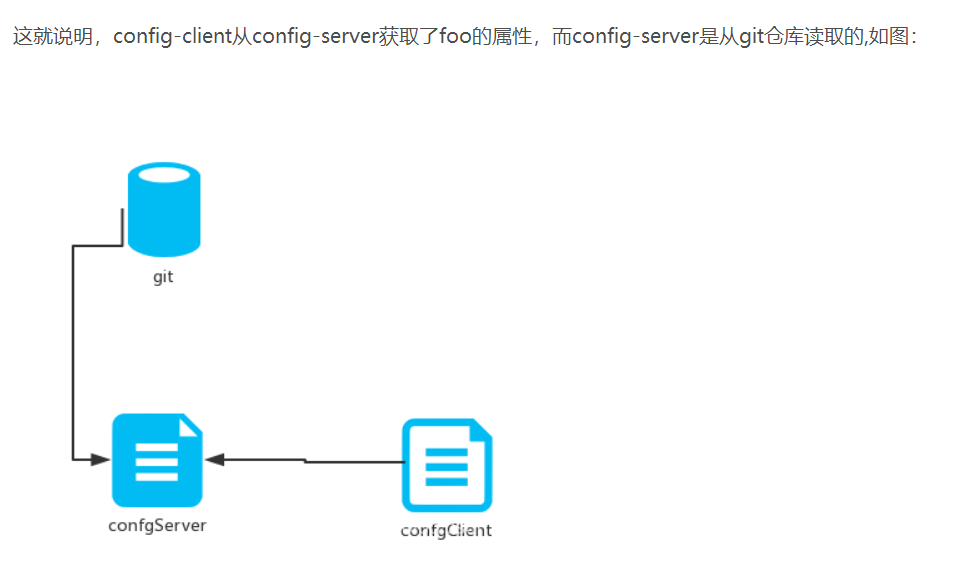 这就说明，config-client从config-server获取了foo的属性，而config-server是从git仓库读取的,如图：
git
confgServer
confgClient